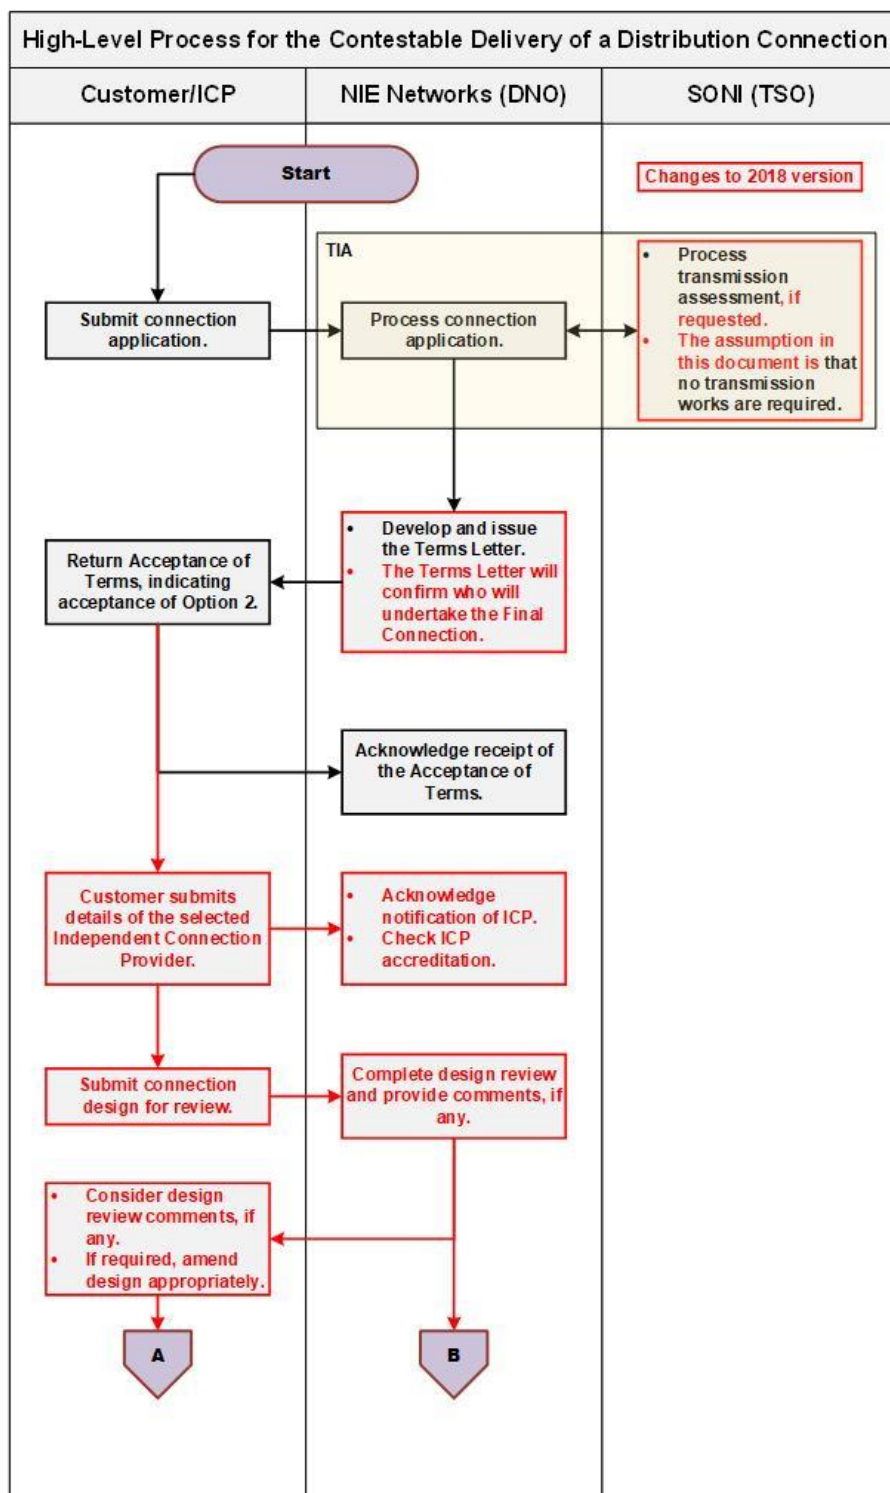 High-Level Process for the Contestable Delivery of a Distribution Connection
Customer/ICP
NIE Networks (DNO)
SONI (TSO)
Start
Changes to 2018 version
TIA
Submit connection
application.
Process connection
application.
• Process
transmission
assessment, if
requested.
• The assumption in
this document is that
no transmission
works are required.
• Develop and issue
the Terms Letter.
• The Terms Letter will
confirm who will
undertake the Final
Connection.
Return Acceptance of
Terms, indicating
acceptance of Option 2.
Acknowledge receipt of
the Acceptance of
Terms.
Customer submits
details of the selected
Independent Connection
Provider.
• Acknowledge
notification of ICP.
• Check ICP
accreditation.
Submit connection
design for review.
Complete design review
and provide comments, if
any.
• Consider design
review comments, if
any.
• If required, amend
design appropriately.
A
B